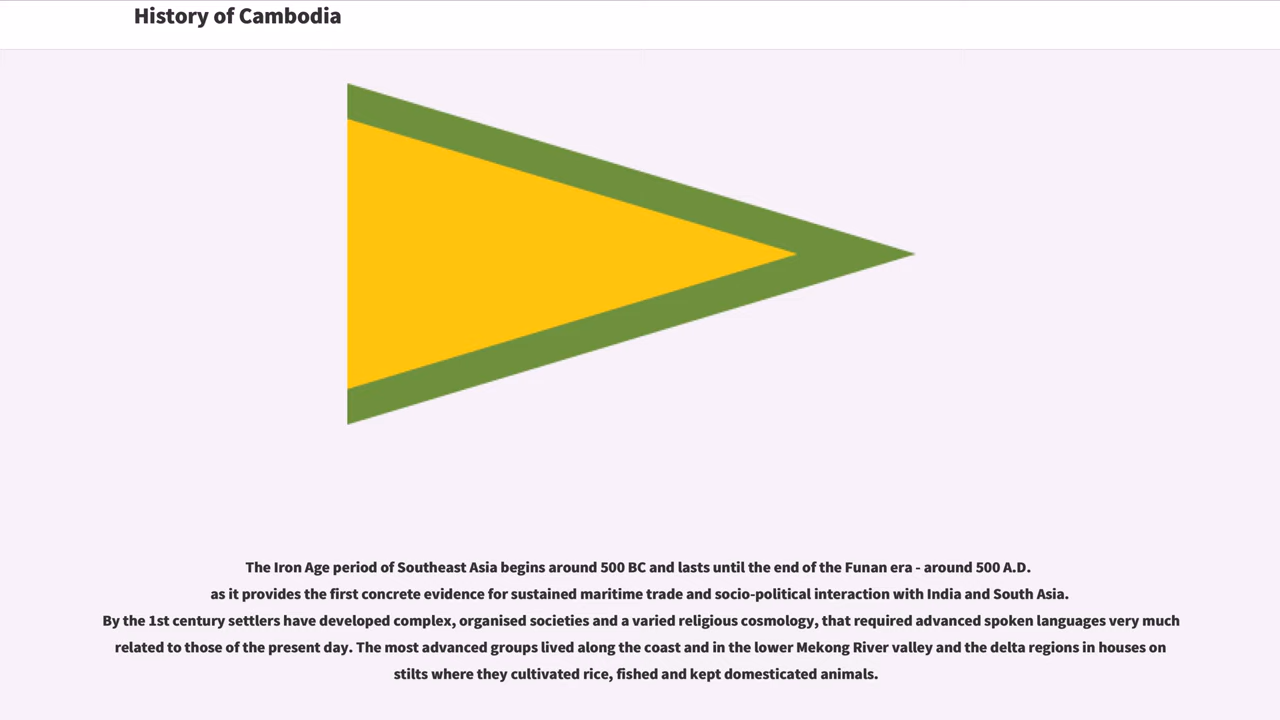 History of Cambodia
The Iron Age period of Southeast Asia begins around 500 BC and lasts until the end of the Funan era - around 500 A.D.
as it provides the first concrete evidence for sustained maritime trade and socio-political interaction with India and South Asia.
By the 1st century settlers have developed complex, organised societies and a varied religious cosmology, that required advanced spoken languages very much
related to those of the present day. The most advanced groups lived along the coast and in the lower Mekong River valley and the delta regions in houses on
stilts where they cultivated rice, fished and kept domesticated animals.